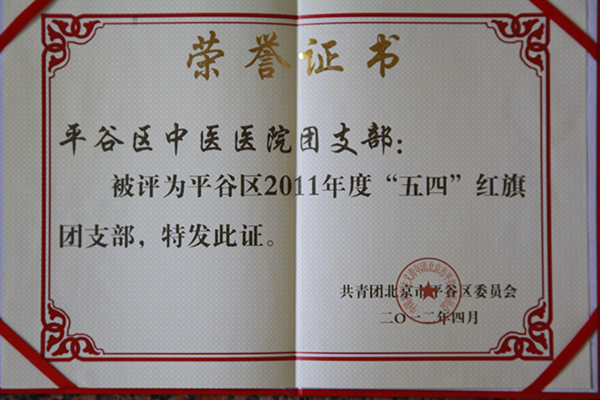 荣誉证书
平谷区中医医院团支部：
被评为平谷区2011年度“五四”红旗
团支部，特发此证。
共青团北京市平谷区委员会
二〇一二年四月